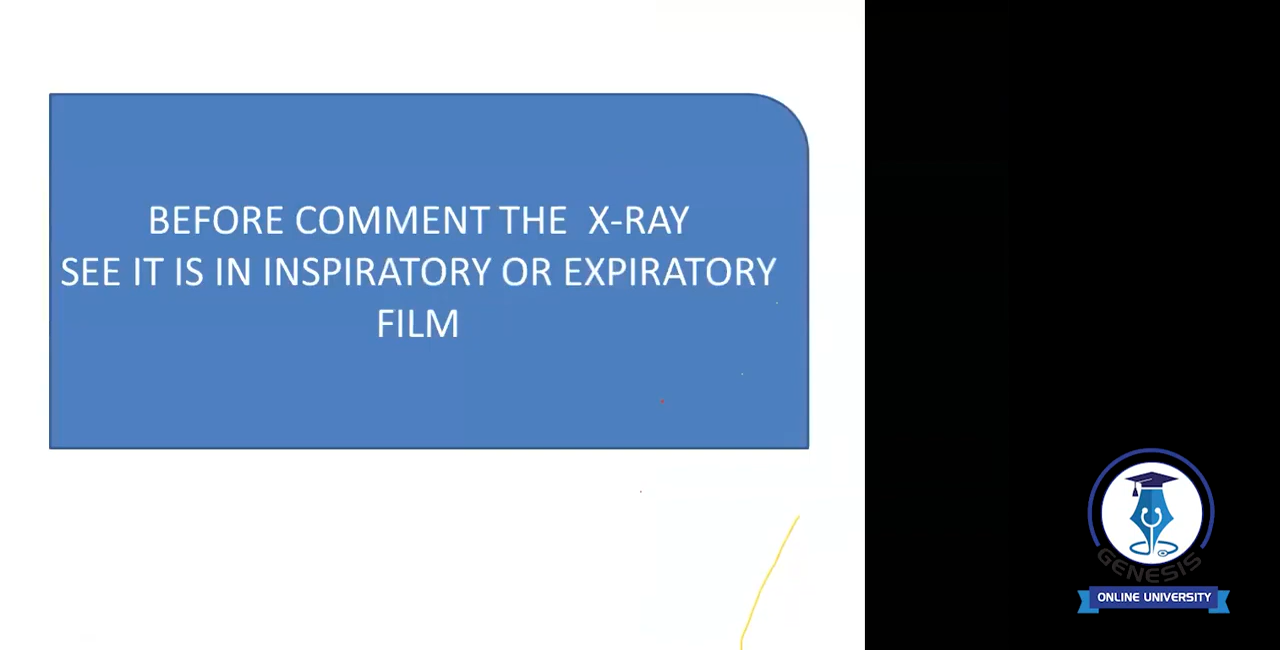 BEFORE COMMENT THE X-RAY
SEE IT IS IN INSPIRATORY OR EXPIRATORY
FILM
GENESIS
ONLINE UNIVERSITY